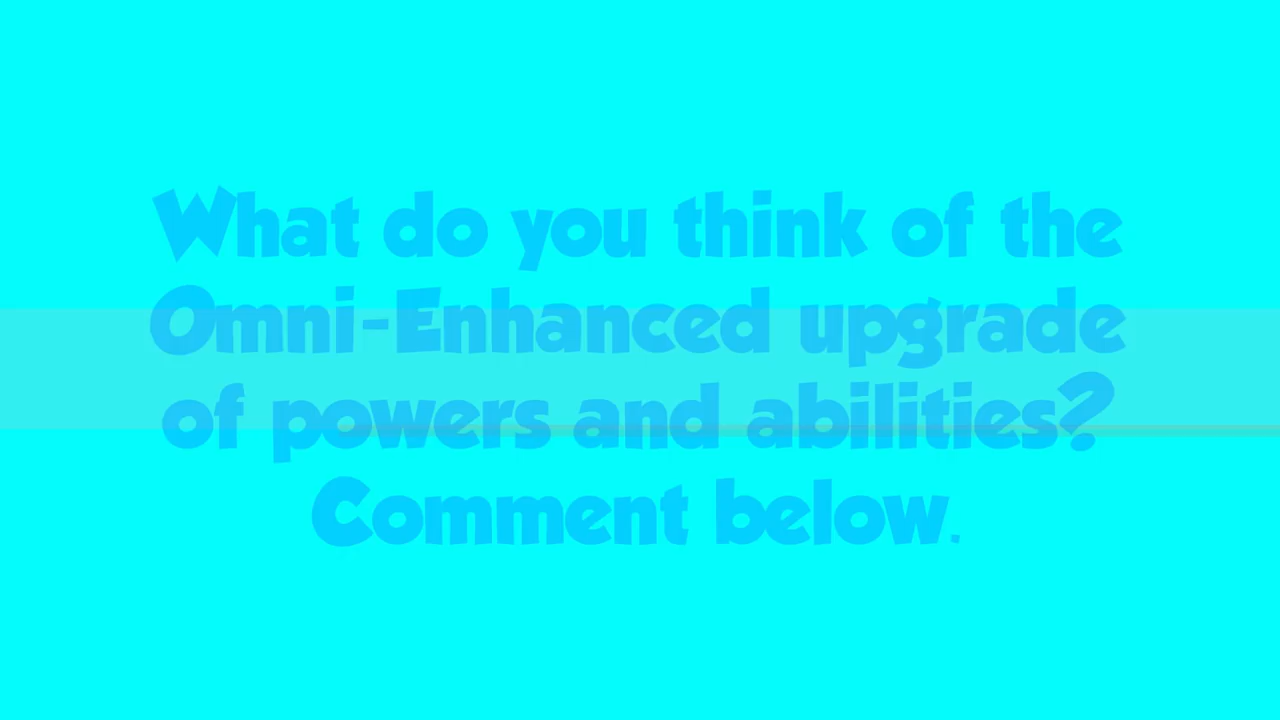 What do you think of the
Omni-Enhanced upgrade
of powers and abilities?
Comment below.